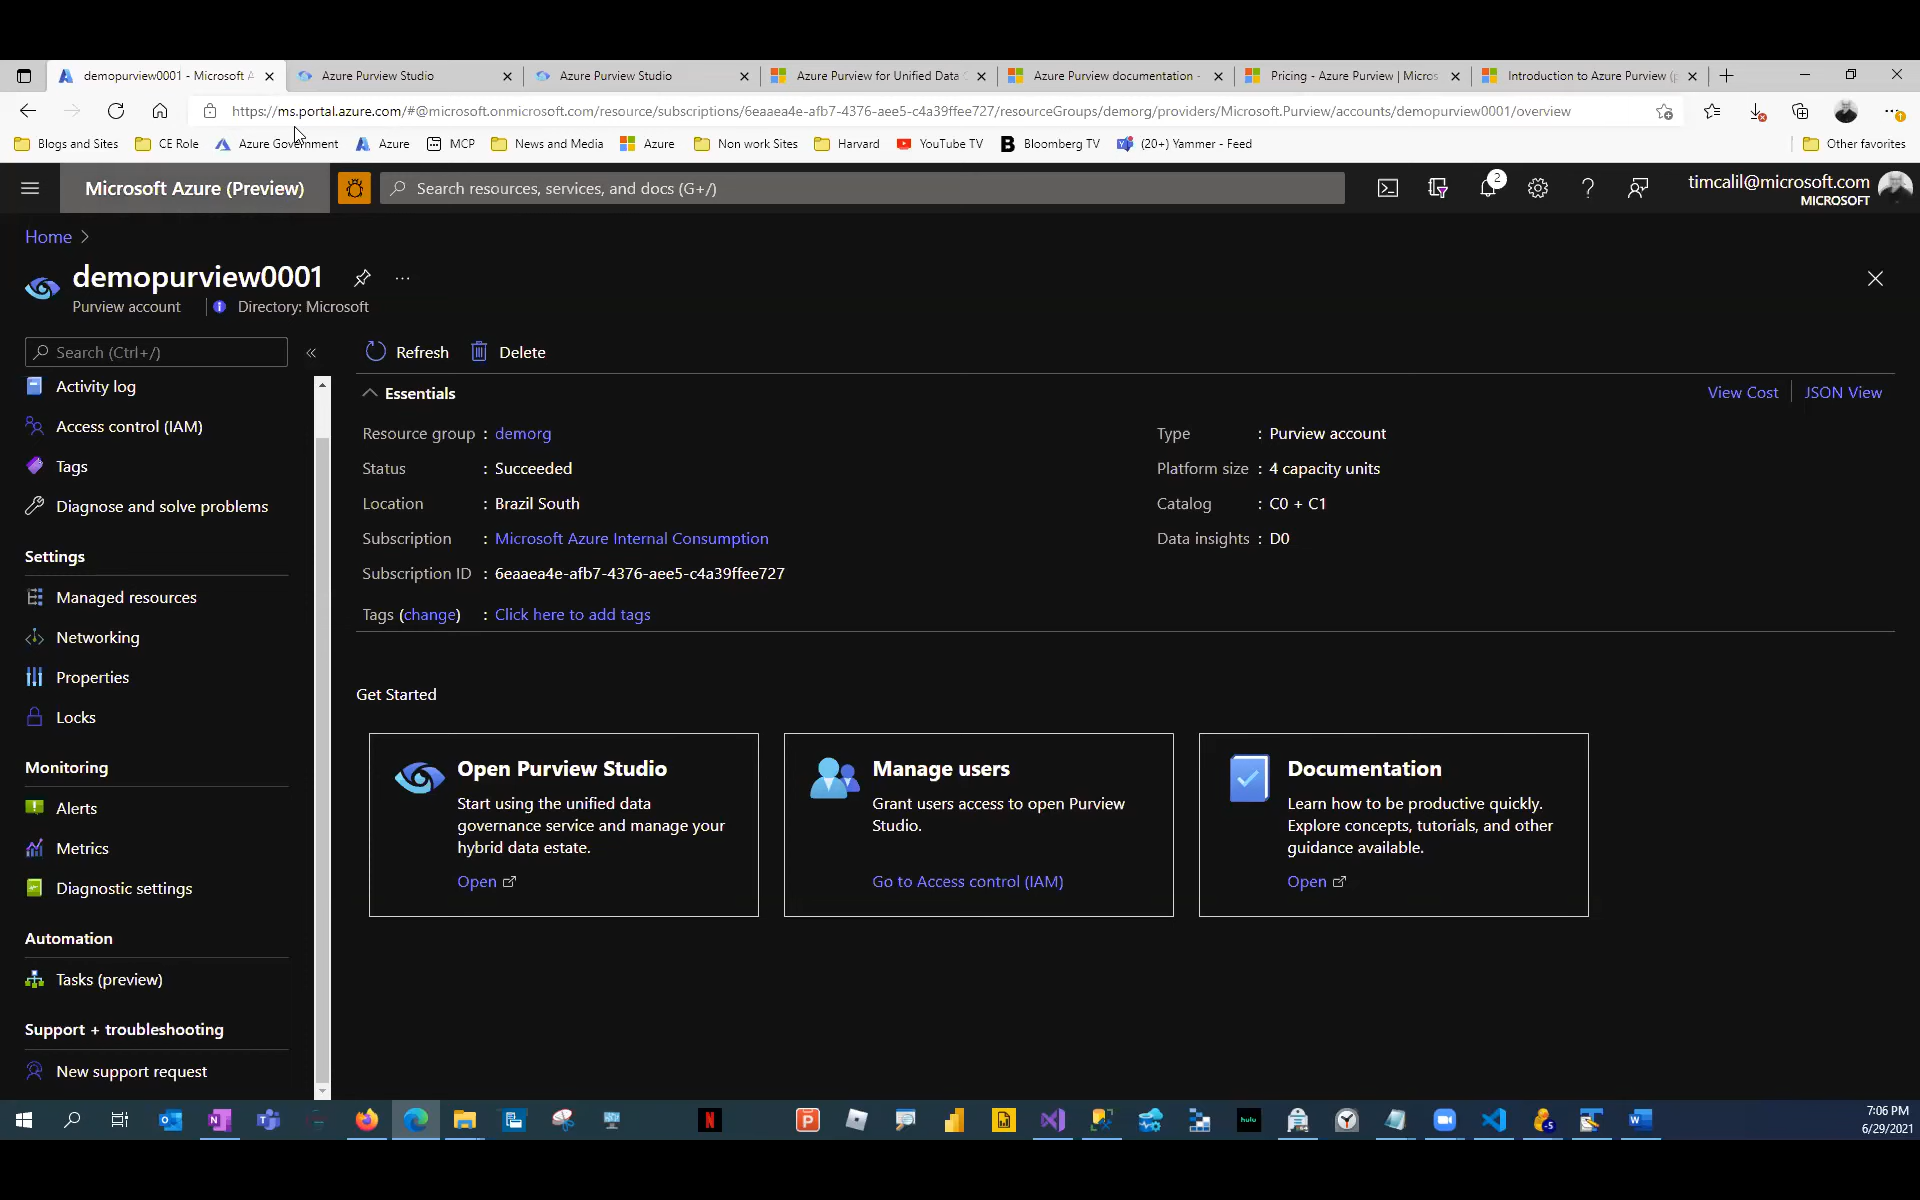 demopurview0001 - Microsoft A
Azure Purview Studio
Azure Purview Studio
Azure Purview for Unified Data
Azure Purview documentation -
Pricing - Azure Purview | Micros
Introduction to Azure Purview (p
https://ms.portal.azure.com/#@microsoft.onmicrosoft.com/resource/subscriptions/6eaaea4e-afb7-4376-aee5-c4a39ffee727/resourceGroups/demorg/providers/Microsoft.Purview/accounts/demopurview0001/overview
Blogs and Sites
CE Role
Azure Government
Azure
MCP
News and Media
Azure
Non work Sites
Harvard
YouTube TV
Bloomberg TV
(20+) Yammer - Feed
Other favorites
Microsoft Azure (Preview)
Search resources, services, and docs (G+/)
2
timcalil@microsoft.com
MICROSOFT
Home
demopurview0001
Purview account
Directory: Microsoft
Search (Ctrl+/)
Activity log
Access control (IAM)
Tags
Diagnose and solve problems
Settings
Managed resources
Networking
Properties
Locks
Monitoring
Alerts
Metrics
Diagnostic settings
Automation
Tasks (preview)
Support + troubleshooting
New support request
Refresh
Delete
Essentials
View Cost
JSON View
Resource group : demorg
Status : Succeeded
Location : Brazil South
Subscription : Microsoft Azure Internal Consumption
Subscription ID : 6eaaea4e-afb7-4376-aee5-c4a39ffee727
Tags (change) : Click here to add tags
Type : Purview account
Platform size : 4 capacity units
Catalog : C0 + C1
Data insights : D0
Get Started
Open Purview Studio
Start using the unified data
governance service and manage your
hybrid data estate.
Open
Manage users
Grant users access to open Purview
Studio.
Go to Access control (IAM)
Documentation
Learn how to be productive quickly.
Explore concepts, tutorials, and other
guidance available.
Open
hulu
7:06 PM
6/29/2021